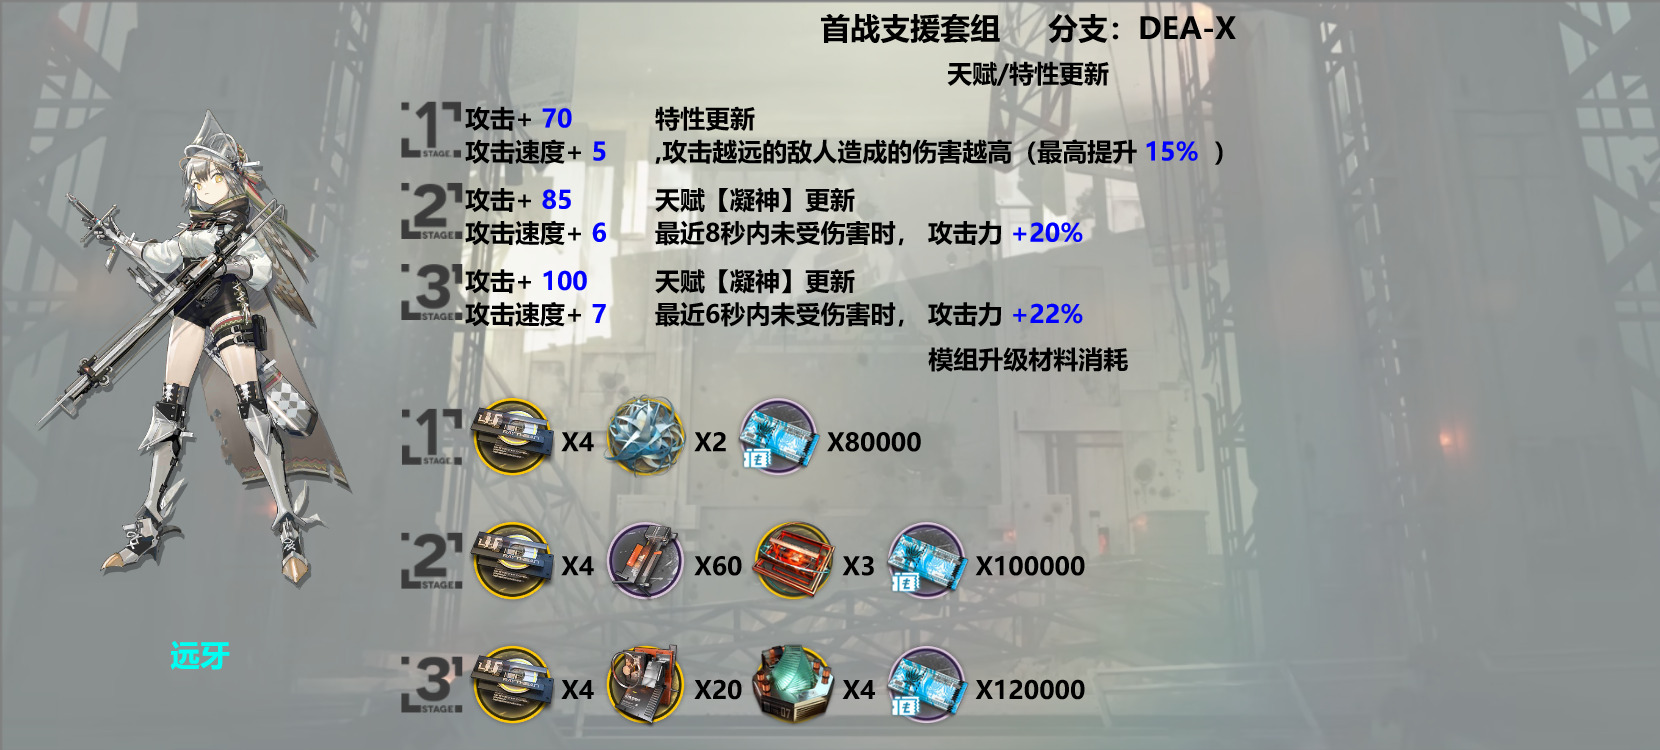 首战支援套组 分支：DEA-X
天赋/特性更新
1 STAGE.
攻击+ 70 特性更新
攻击速度+ 5 ,攻击越远的敌人造成的伤害越高（最高提升 15% ）
2 STAGE.
攻击+ 85 天赋【凝神】更新
攻击速度+ 6 最近8秒内未受伤害时， 攻击力 +20%
3 STAGE.
攻击+ 100 天赋【凝神】更新
攻击速度+ 7 最近6秒内未受伤害时， 攻击力 +22%
模组升级材料消耗
1 STAGE.
X4 X2 X80000
2 STAGE.
X4 X60 X3 X100000
远牙
3 STAGE.
X4 X20 X4 X120000